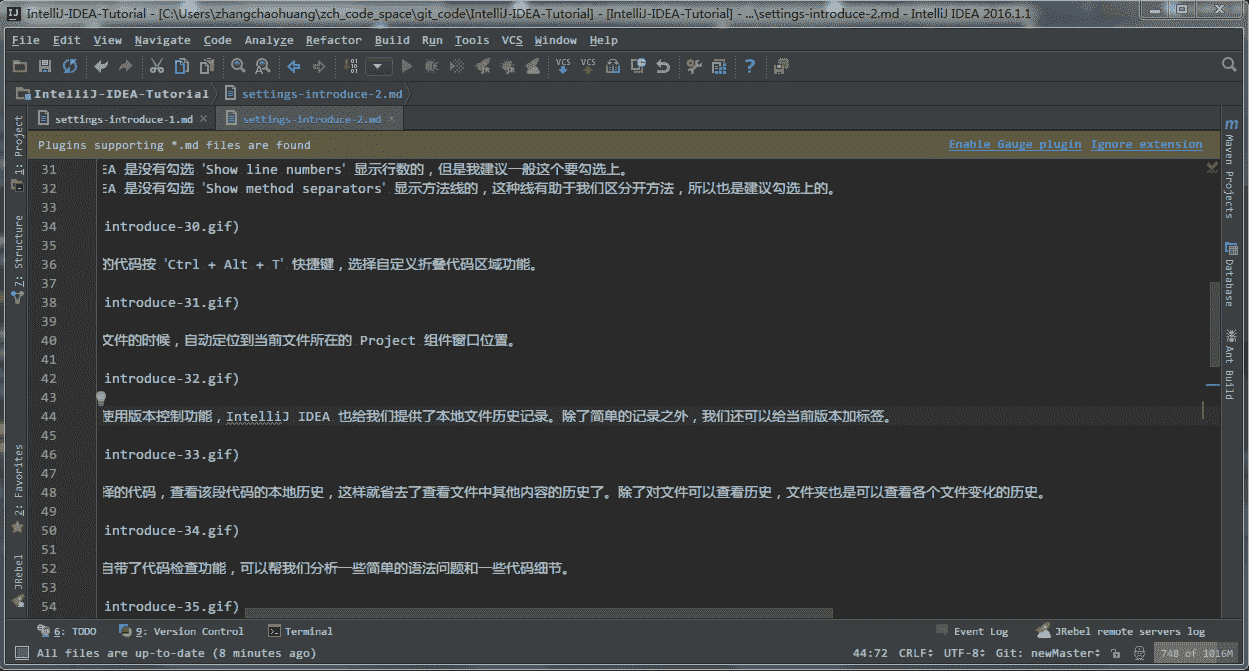 IntelliJ-IDEA-Tutorial - [C:\Users\zhangchaohuang\zch_code_space\git_code\IntelliJ-IDEA-Tutorial] - [IntelliJ-IDEA-Tutorial] - ...\settings-introduce-2.md - IntelliJ IDEA 2016.1.1
File Edit View Navigate Code Analyze Refactor Build Run Tools VCS Window Help
VCS VCS
IntelliJ-IDEA-Tutorial settings-introduce-2.md
settings-introduce-1.md settings-introduce-2.md
Plugins supporting *.md files are found Enable Gauge plugin Ignore extension
1: Project
Z: Structure
2: Favorites
JRebel
31 EA 是没有勾选 'Show line numbers' 显示行数的，但是我建议一般这个要勾选上。
32 EA 是没有勾选 'Show method separators' 显示方法线的，这种线有助于我们区分开方法，所以也是建议勾选上的。
33
34 introduce-30.gif)
35
36 的代码按 'Ctrl + Alt + T' 快捷键，选择自定义折叠代码区域功能。
37
38 introduce-31.gif)
39
40 文件的时候，自动定位到当前文件所在的 Project 组件窗口位置。
41
42 introduce-32.gif)
43
44 使用版本控制功能，IntelliJ IDEA 也给我们提供了本地文件历史记录。除了简单的记录之外，我们还可以给当前版本加标签。
45
46 introduce-33.gif)
47
48 择的代码，查看该段代码的本地历史，这样就省去了查看文件中其他内容的历史了。除了对文件可以查看历史，文件夹也是可以查看各个文件变化的历史。
49
50 introduce-34.gif)
51
52 自带了代码检查功能，可以帮我们分析一些简单的语法问题和一些代码细节。
53
54 introduce-35.gif)
m Maven Projects
Database
Ant Build
6: TODO 9: Version Control Terminal Event Log JRebel remote servers log
All files are up-to-date (8 minutes ago) 44:72 CRLF UTF-8 Git: newMaster 748 of 1016M